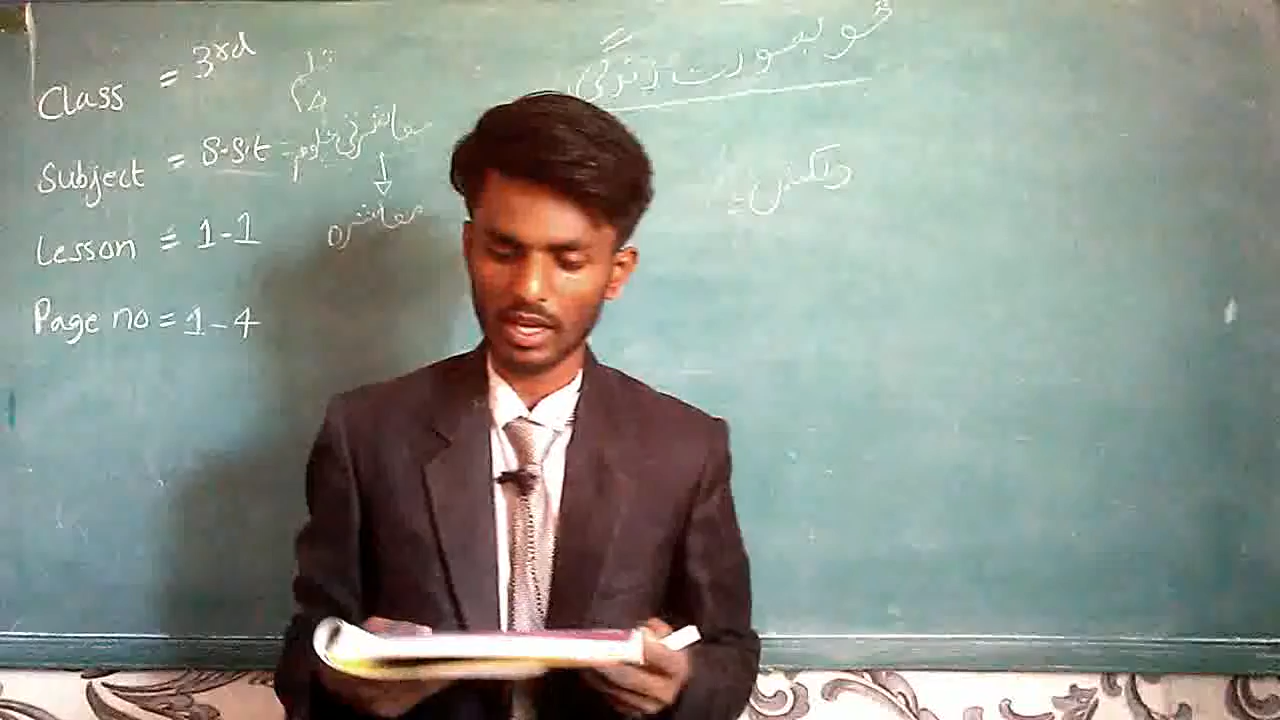 Class = 3rd
Subject = S.St = معاشرتی علوم
معاشرہ
Lesson = 1-1
Page no = 1-4
خوبصورت زندگی